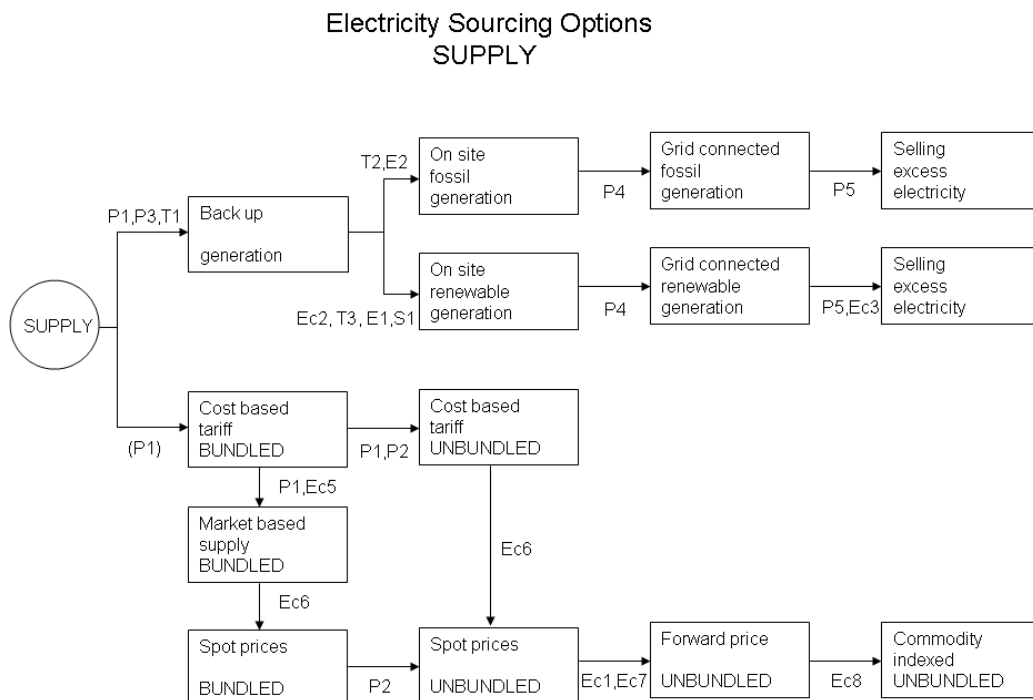 Electricity Sourcing Options
SUPPLY
T2,E2
On site
fossil
generation
P4
Grid connected
fossil
generation
P5
Selling
excess
electricity
P1,P3,T1
Back up
generation
Ec2, T3, E1,S1
On site
renewable
generation
P4
Grid connected
renewable
generation
P5,Ec3
Selling
excess
electricity
SUPPLY
(P1)
Cost based
tariff
BUNDLED
P1,P2
Cost based
tariff
UNBUNDLED
P1,Ec5
Market based
supply
BUNDLED
Ec6
Ec6
Spot prices
BUNDLED
P2
Spot prices
UNBUNDLED
Ec1,Ec7
Forward price
UNBUNDLED
Ec8
Commodity
indexed
UNBUNDLED